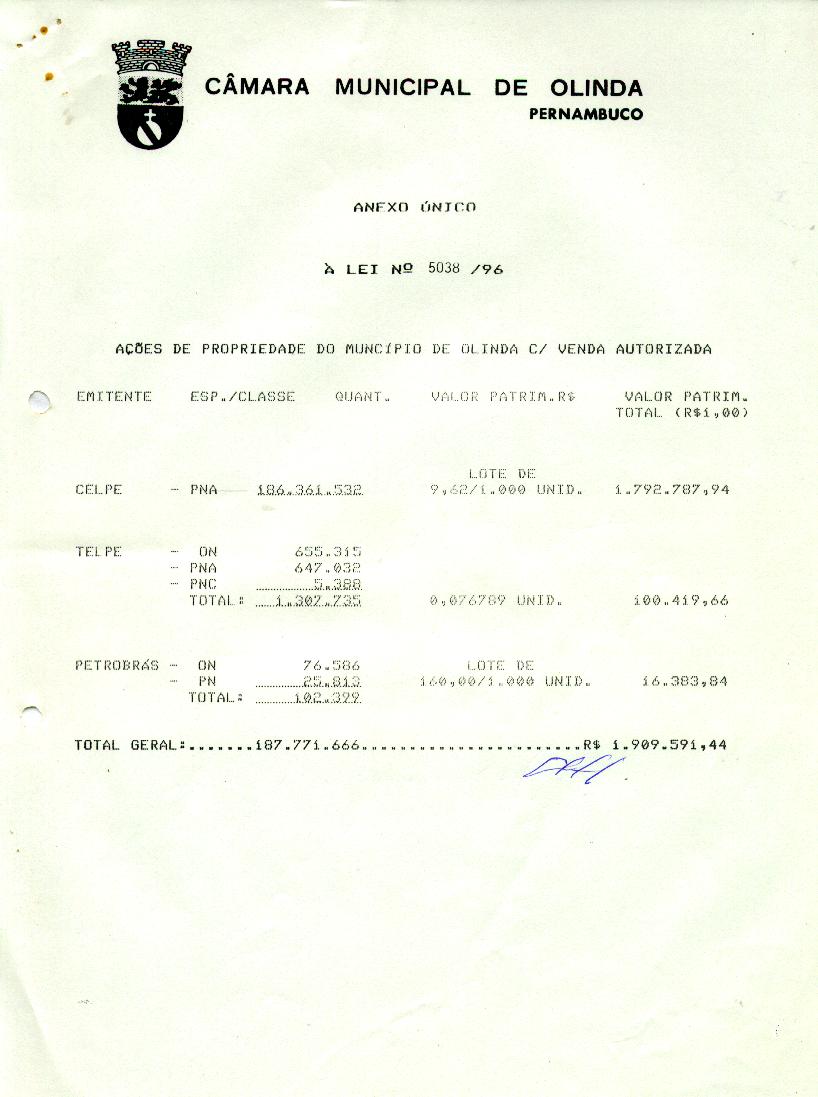 CÂMARA MUNICIPAL DE OLINDA
PERNAMBUCO
ANEXO ÚNICO
À LEI Nº 5038 /96
AÇÕES DE PROPRIEDADE DO MUNCÍPIO DE OLINDA C/ VENDA AUTORIZADA
EMITENTE ESP./CLASSE QUANT. VALOR PATRIM.R$ VALOR PATRIM.
TOTAL (R$1,00)
LOTE DE
CELPE - PNA 186.361.532 9,62/1.000 UNID. 1.792.787,94
TELPE - ON 655.315
- PNA 647.032
- PNC 5.388
TOTAL: 1.307.735 0,076789 UNID. 100.419,66
PETROBRÁS - ON 76.586 LOTE DE
- PN 25.813 160,00/1.000 UNID. 16.383,84
TOTAL: 102.399
TOTAL GERAL:.......187.771.666........................R$ 1.909.591,44